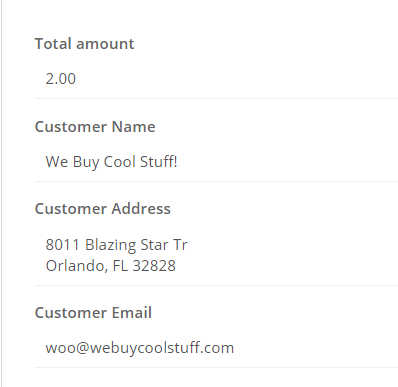 Total amount
2.00
Customer Name
We Buy Cool Stuff!
Customer Address
8011 Blazing Star Tr
Orlando, FL 32828
Customer Email
woo@webuycoolstuff.com